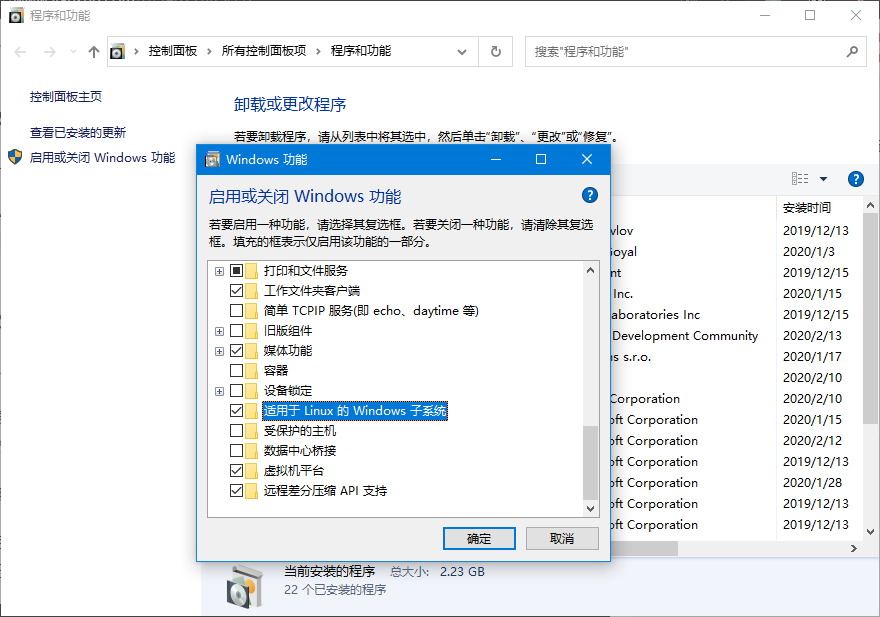 程序和功能
控制面板 > 所有控制面板项 > 程序和功能
搜索"程序和功能"
控制面板主页
查看已安装的更新
启用或关闭 Windows 功能
卸载或更改程序
若要卸载程序，请从列表中将其选中，然后单击“卸载”、“更改”或“修复”。
Windows 功能
启用或关闭 Windows 功能
若要启用一种功能，请选择其复选框。若要关闭一种功能，请清除其复选
框。填充的框表示仅启用该功能的一部分。
打印和文件服务
工作文件夹客户端
简单 TCPIP 服务(即 echo、daytime 等)
旧版组件
媒体功能
容器
设备锁定
适用于 Linux 的 Windows 子系统
受保护的主机
数据中心桥接
虚拟机平台
远程差分压缩 API 支持
确定
取消
安装时间
vlov 2019/12/13
Goyal 2020/1/3
nt 2019/12/15
Inc. 2020/1/15
aboratories Inc 2019/12/15
Development Community 2020/2/13
ns s.r.o. 2020/1/17
2020/2/10
Corporation 2020/2/10
oft Corporation 2020/1/15
oft Corporation 2020/2/12
oft Corporation 2019/12/13
oft Corporation 2020/1/28
oft Corporation 2019/12/13
oft Corporation 2019/12/13
当前安装的程序 总大小: 2.23 GB
22 个已安装的程序